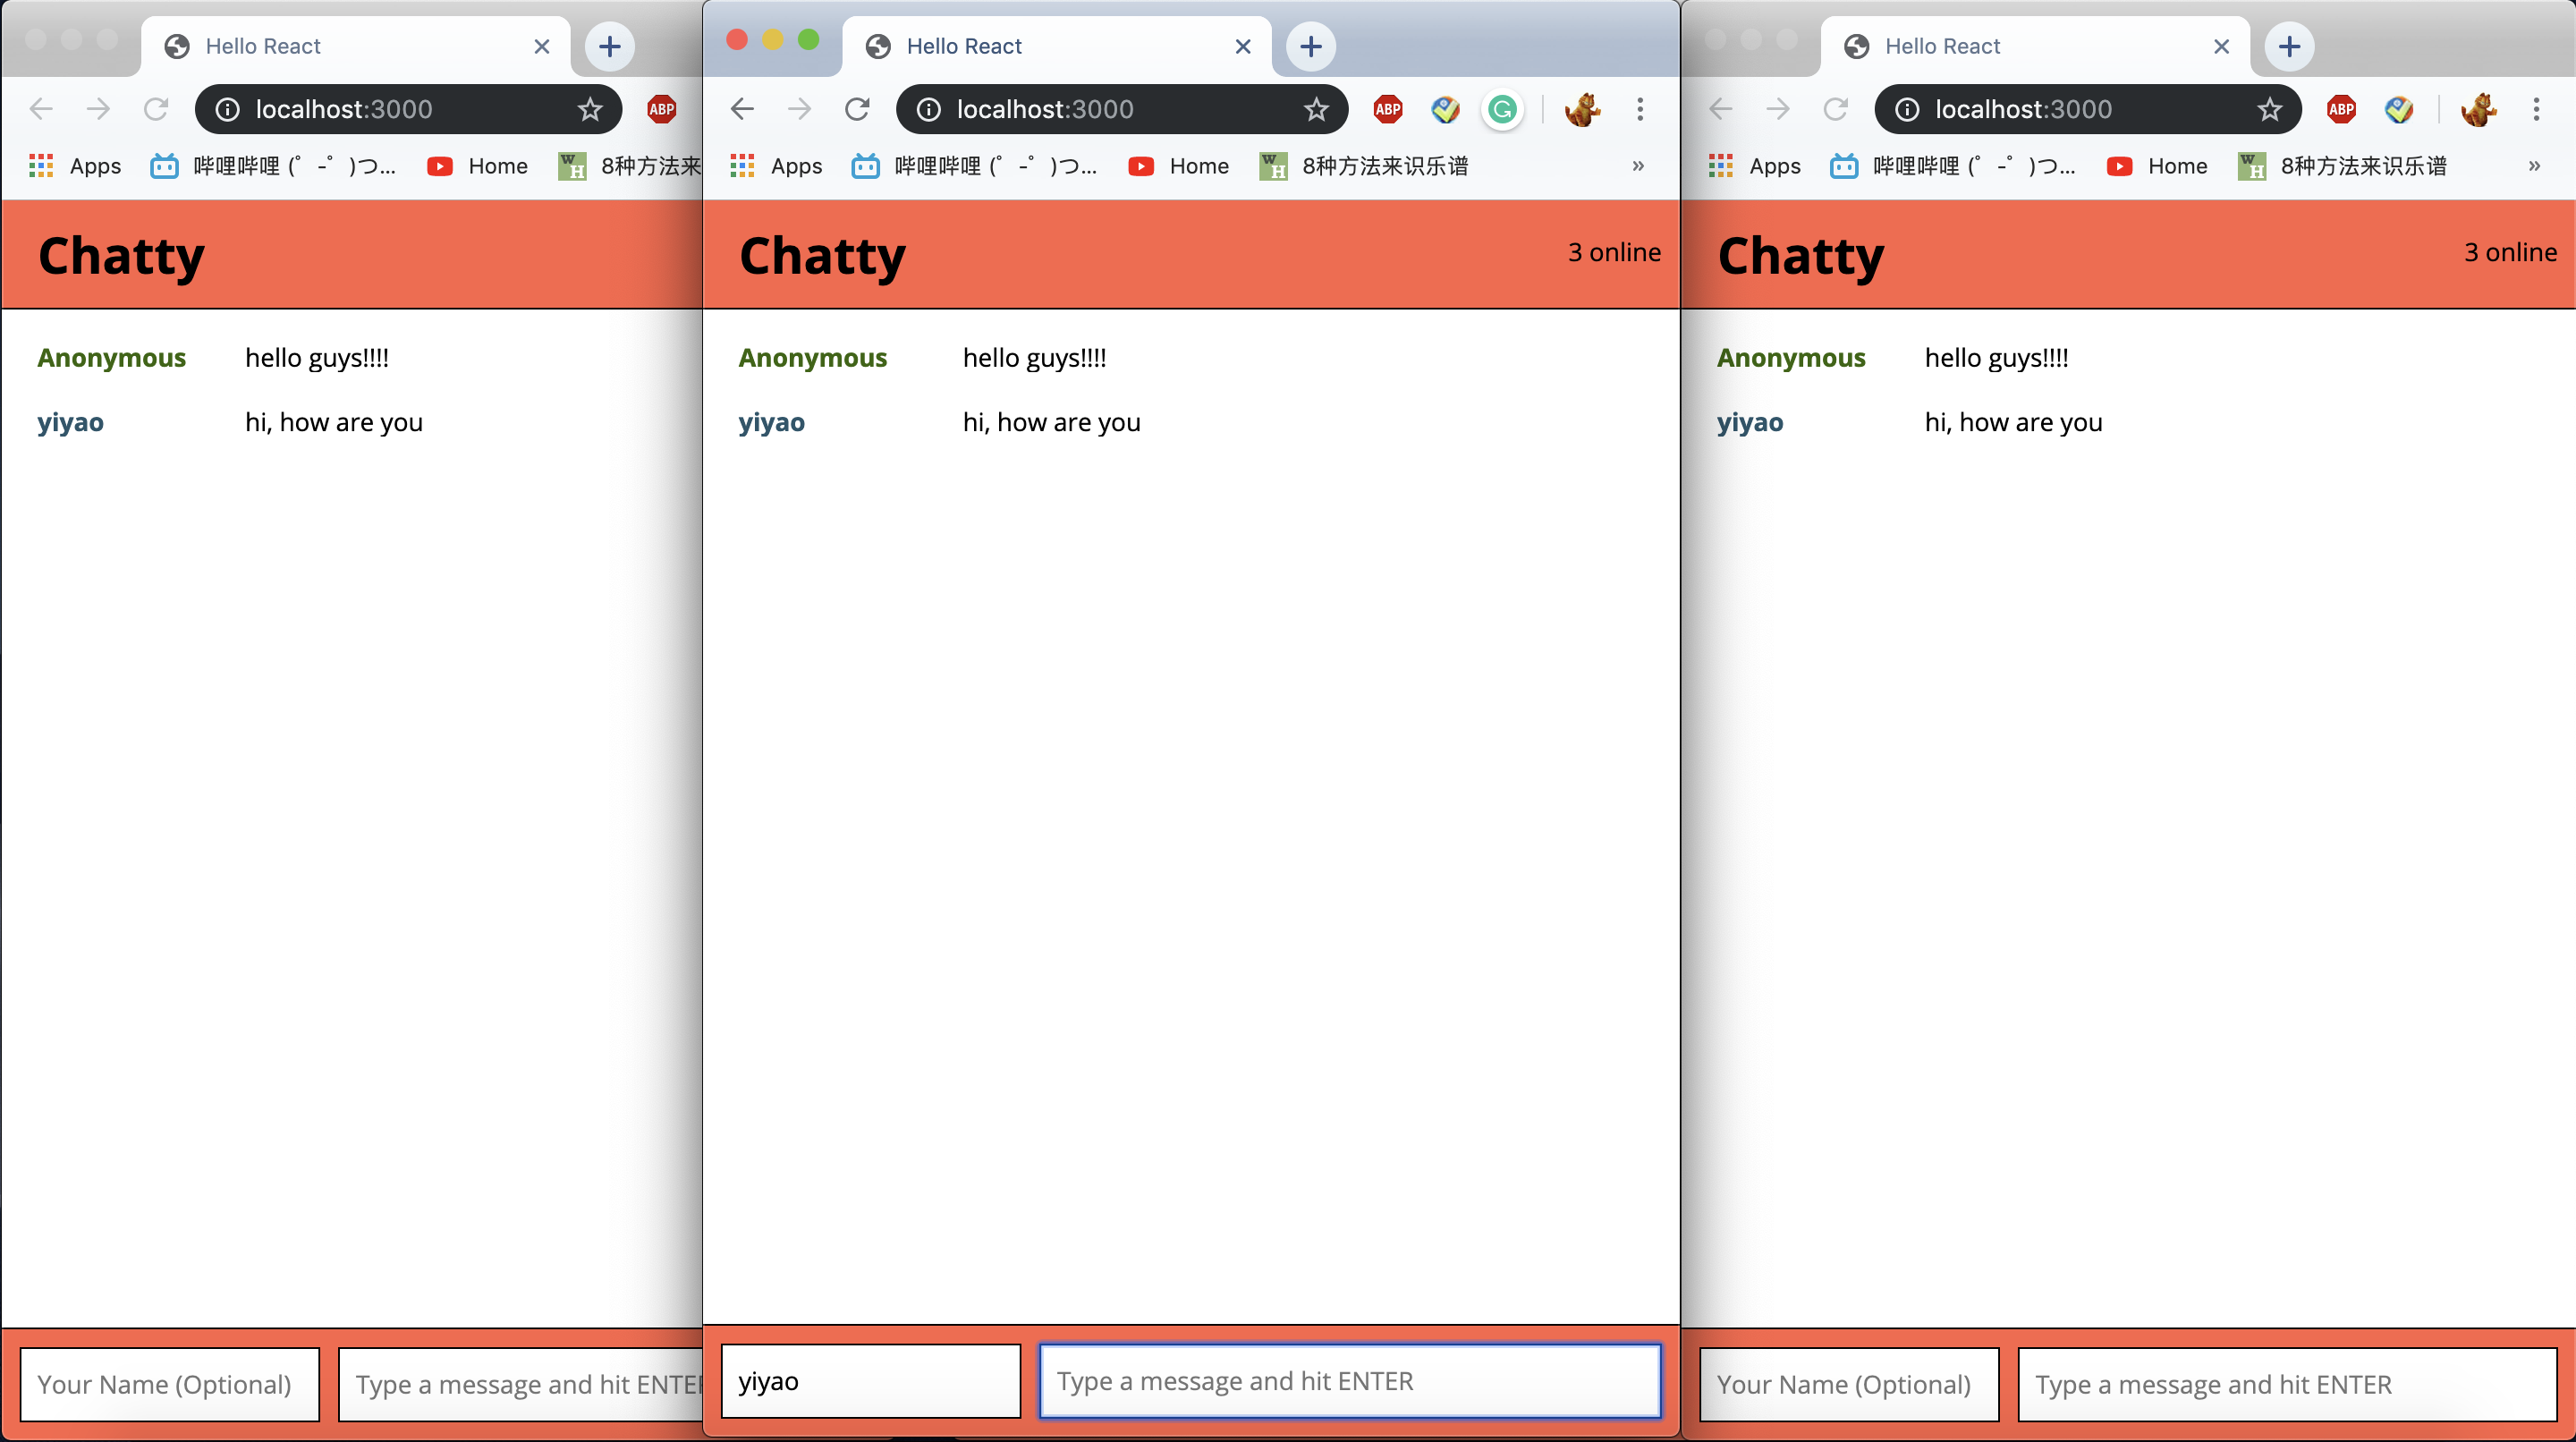 Hello React
localhost:3000
ABP
Apps
哔哩哔哩 (゜-゜)つ...
Home
WH
8种方法来
Chatty
Anonymous hello guys!!!!
yiyao hi, how are you
Your Name (Optional)
Type a message and hit ENTER
Hello React
localhost:3000
ABP
Apps
哔哩哔哩 (゜-゜)つ...
Home
WH
8种方法来识乐谱
»
Chatty
3 online
Anonymous hello guys!!!!
yiyao hi, how are you
yiyao
Type a message and hit ENTER
Hello React
localhost:3000
ABP
Apps
哔哩哔哩 (゜-゜)つ...
Home
WH
8种方法来识乐谱
»
Chatty
3 online
Anonymous hello guys!!!!
yiyao hi, how are you
Your Name (Optional)
Type a message and hit ENTER